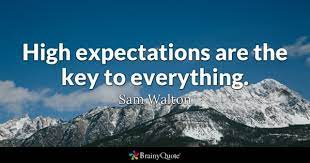 High expectations are the
key to everything.
Sam Walton
BrainyQuote